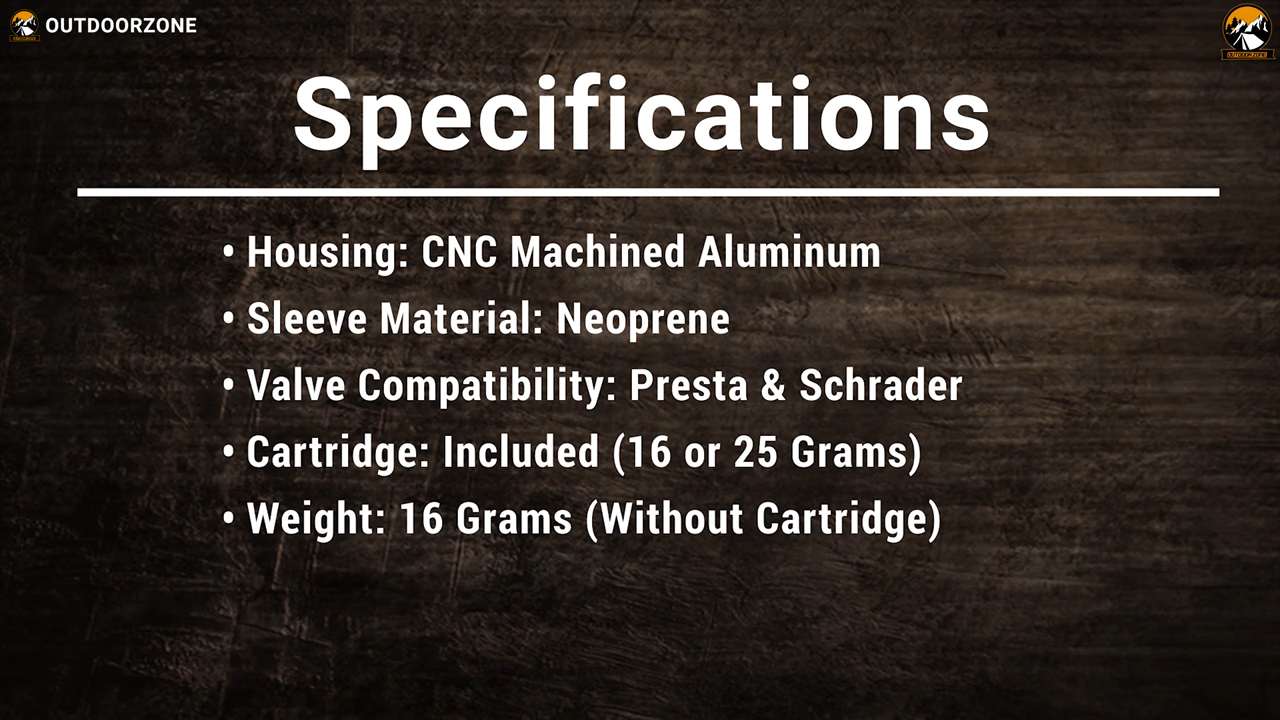 OUTDOORZONE
OUTDOORZONE
Specifications
• Housing: CNC Machined Aluminum
• Sleeve Material: Neoprene
• Valve Compatibility: Presta & Schrader
• Cartridge: Included (16 or 25 Grams)
• Weight: 16 Grams (Without Cartridge)